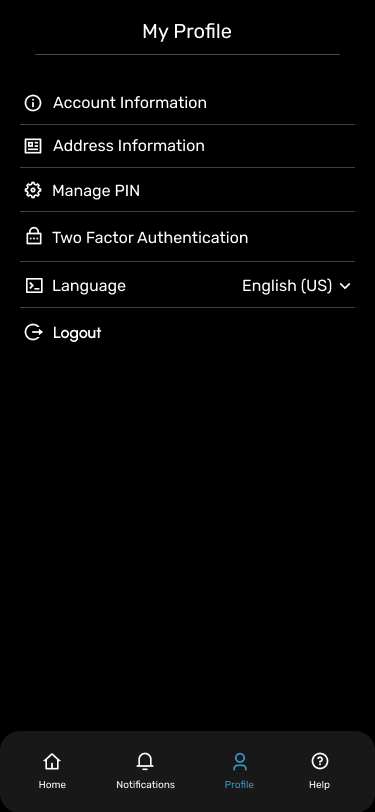 My Profile
Account Information
Address Information
Manage PIN
Two Factor Authentication
Language English (US)
Logout
Home Notifications Profile Help